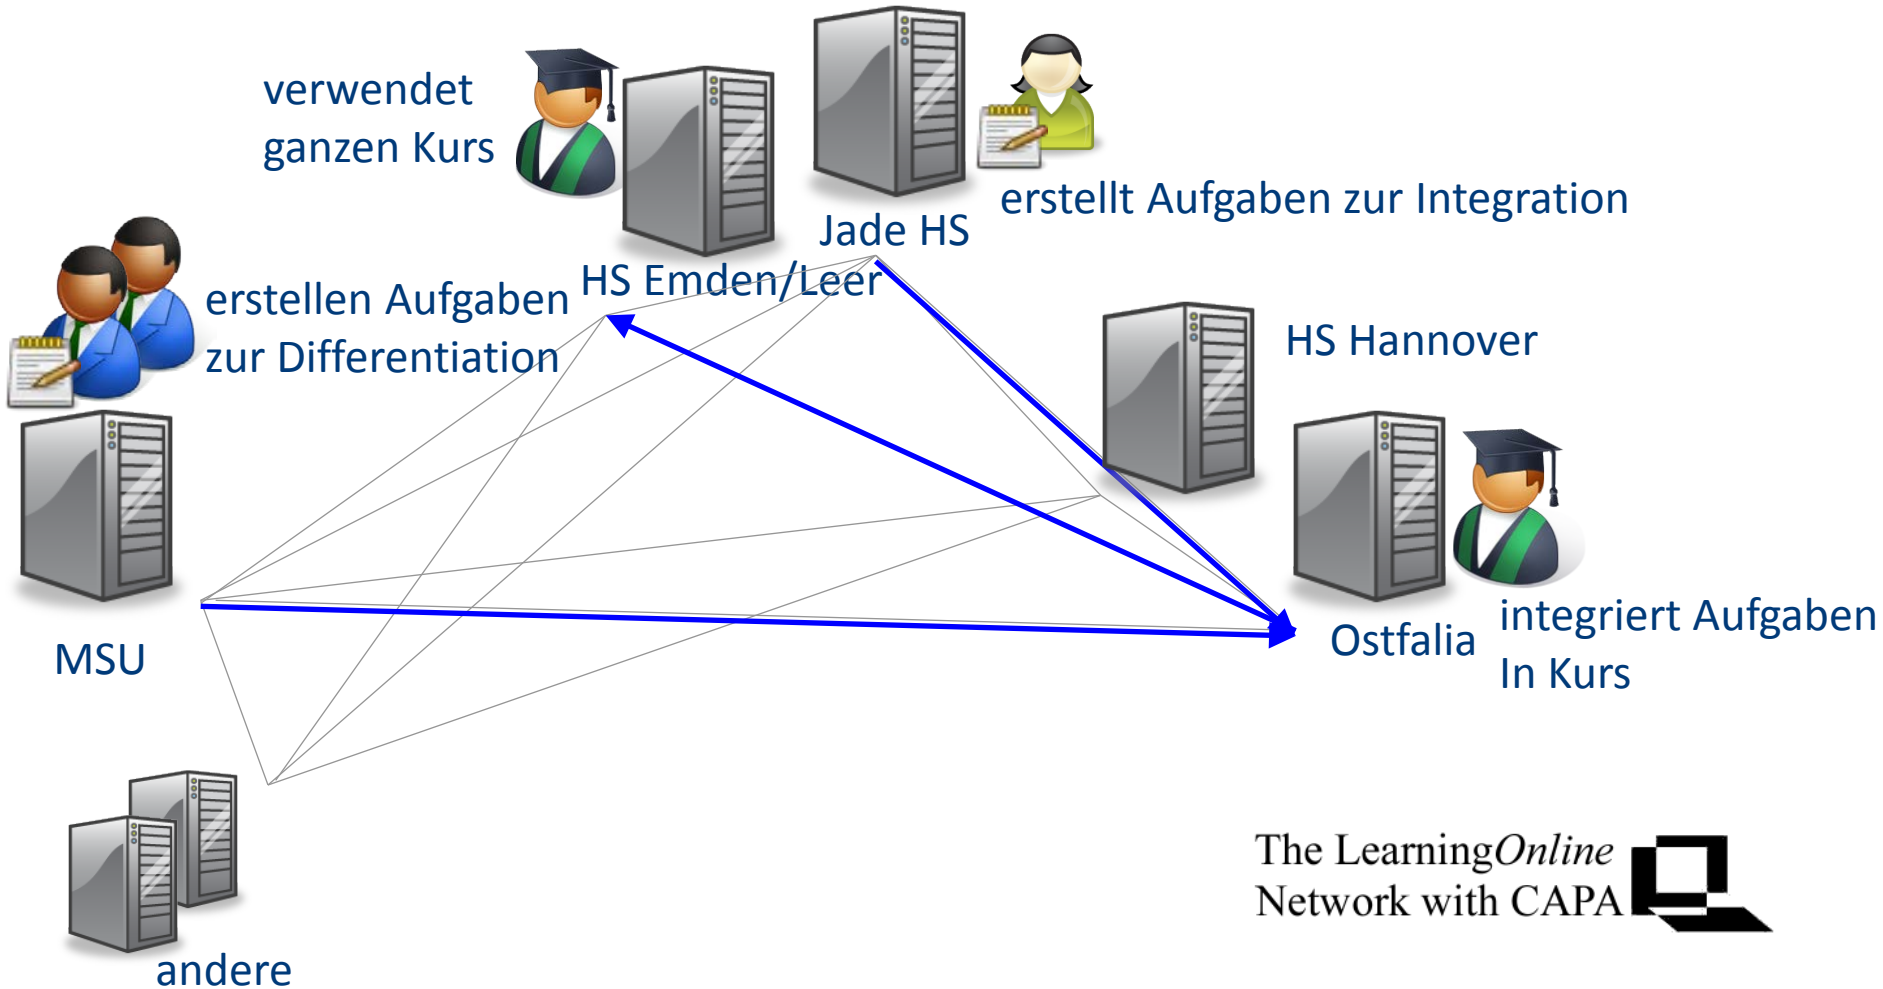 verwendet
ganzen Kurs
erstellt Aufgaben zur Integration
Jade HS
HS Emden/Leer
erstellen Aufgaben
zur Differentiation
HS Hannover
MSU
Ostfalia
integriert Aufgaben
In Kurs
andere
The LearningOnline
Network with CAPA